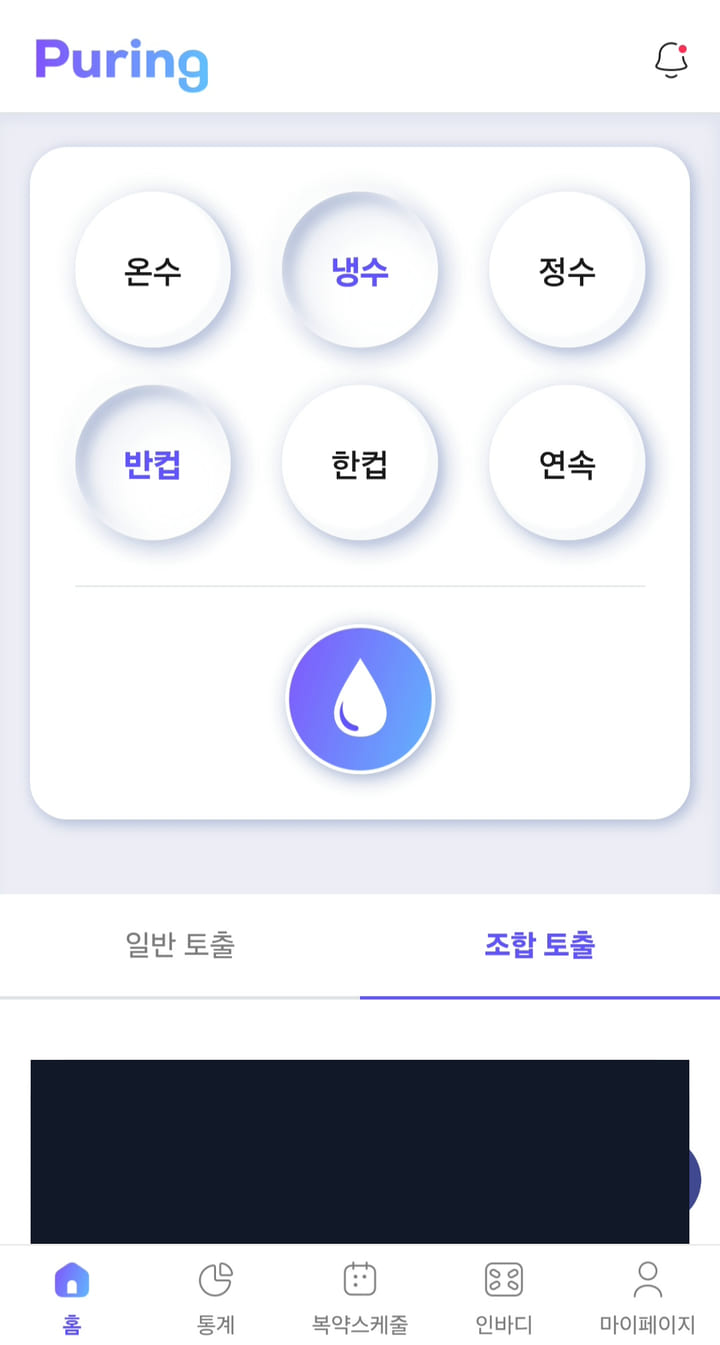 Puring
온수 냉수 정수
반컵 한컵 연속
일반 토출 조합 토출
홈 통계 복약스케줄 인바디 마이페이지